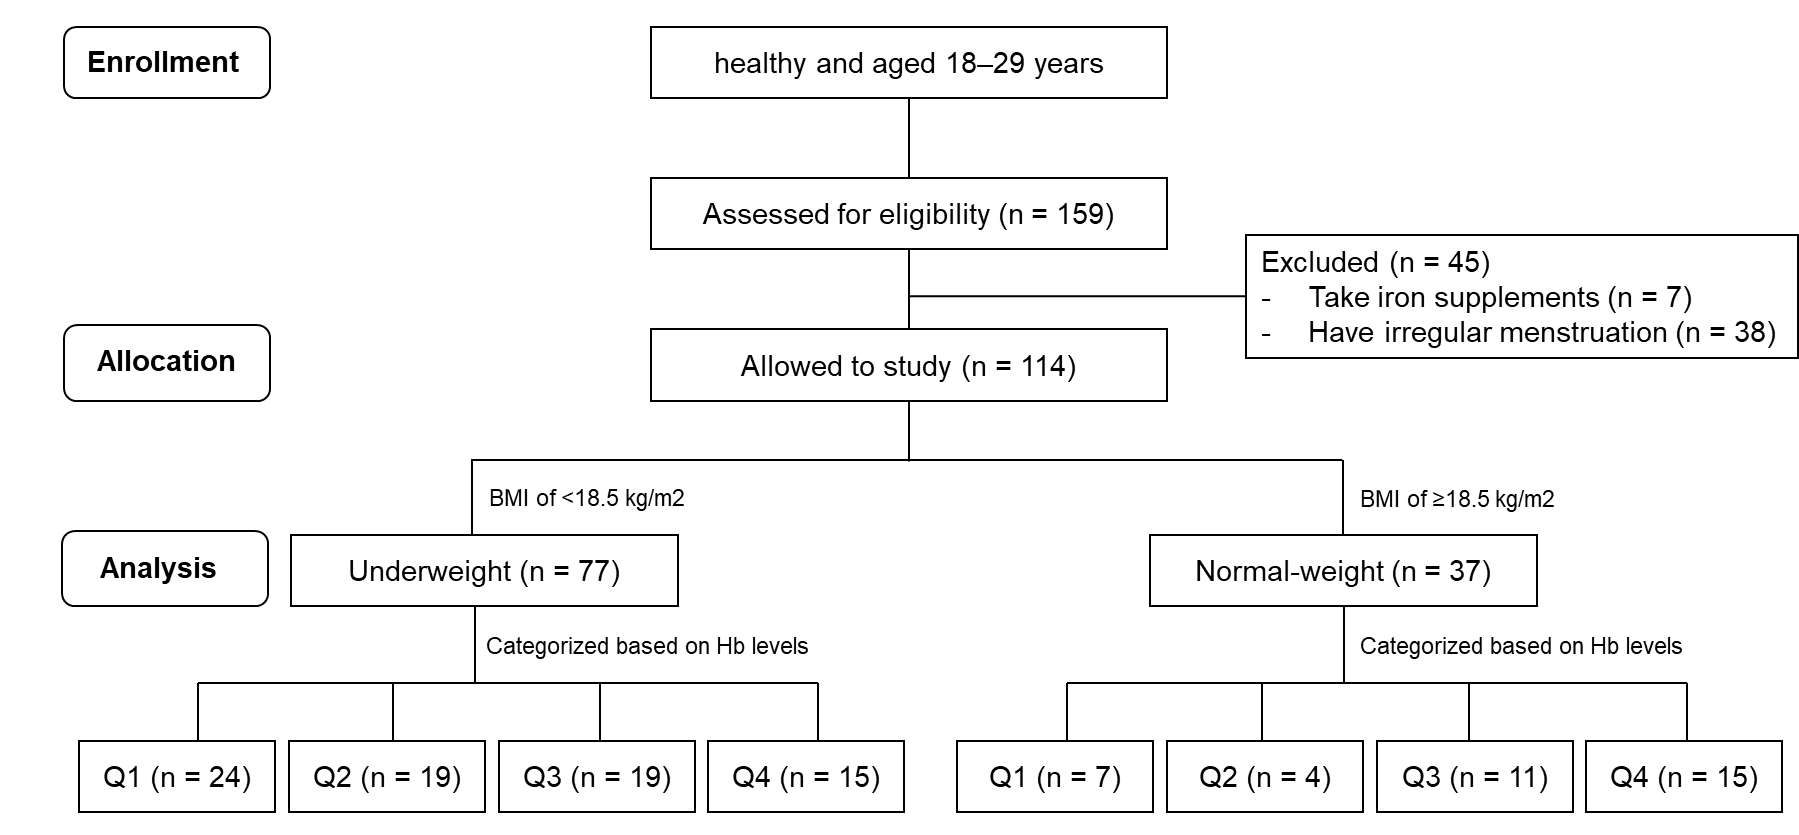 Enrollment
healthy and aged 18–29 years
Assessed for eligibility (n = 159)
Excluded (n = 45)
- Take iron supplements (n = 7)
- Have irregular menstruation (n = 38)
Allocation
Allowed to study (n = 114)
BMI of <18.5 kg/m2
BMI of ≥18.5 kg/m2
Analysis
Underweight (n = 77)
Normal-weight (n = 37)
Categorized based on Hb levels
Categorized based on Hb levels
Q1 (n = 24)
Q2 (n = 19)
Q3 (n = 19)
Q4 (n = 15)
Q1 (n = 7)
Q2 (n = 4)
Q3 (n = 11)
Q4 (n = 15)